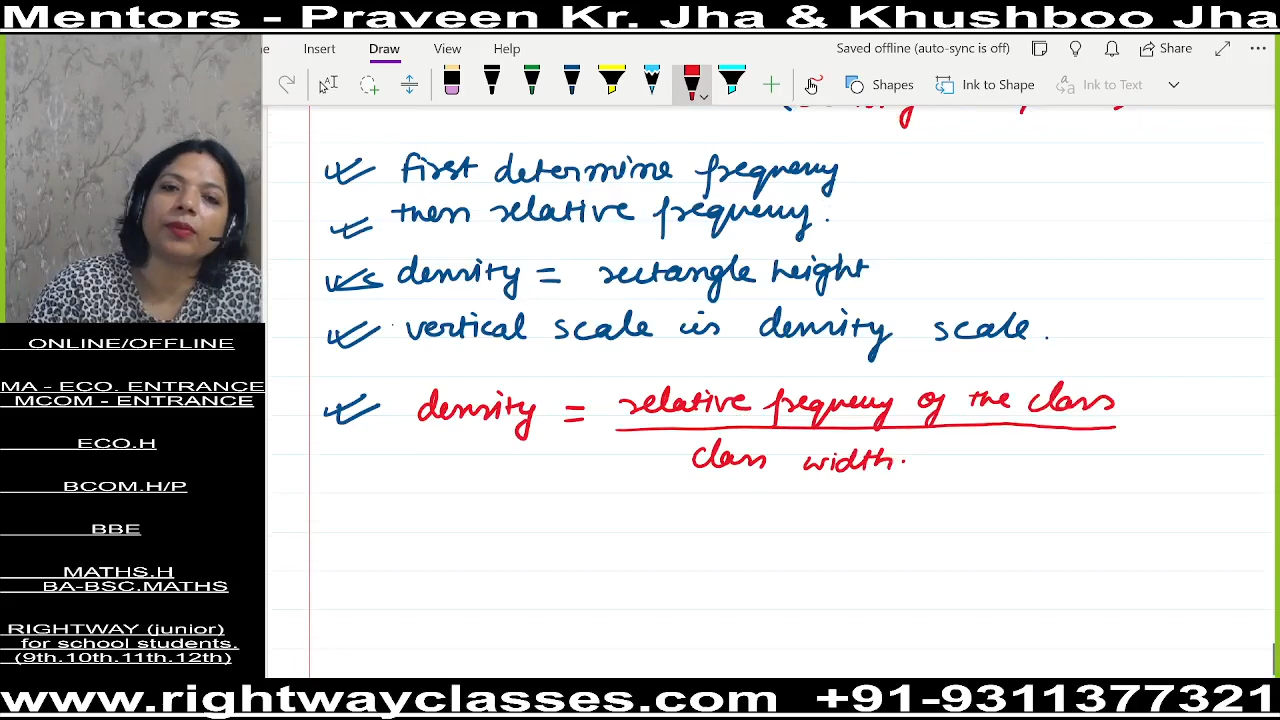 Mentors - Praveen Kr. Jha & Khushboo Jha
Insert Draw View Help
Saved offline (auto-sync is off)
Share
Shapes
Ink to Shape
Ink to Text
first determine frequency
then relative frequency.
density = rectangle height
vertical scale is density scale.
density = relative frequency of the class
class width.
ONLINE/OFFLINE
MA - ECO. ENTRANCE
MCOM - ENTRANCE
ECO.H
BCOM.H/P
BBE
MATHS.H
BA-BSC.MATHS
RIGHTWAY (junior)
for school students.
(9th.10th.11th.12th)
www.rightwayclasses.com +91-9311377321